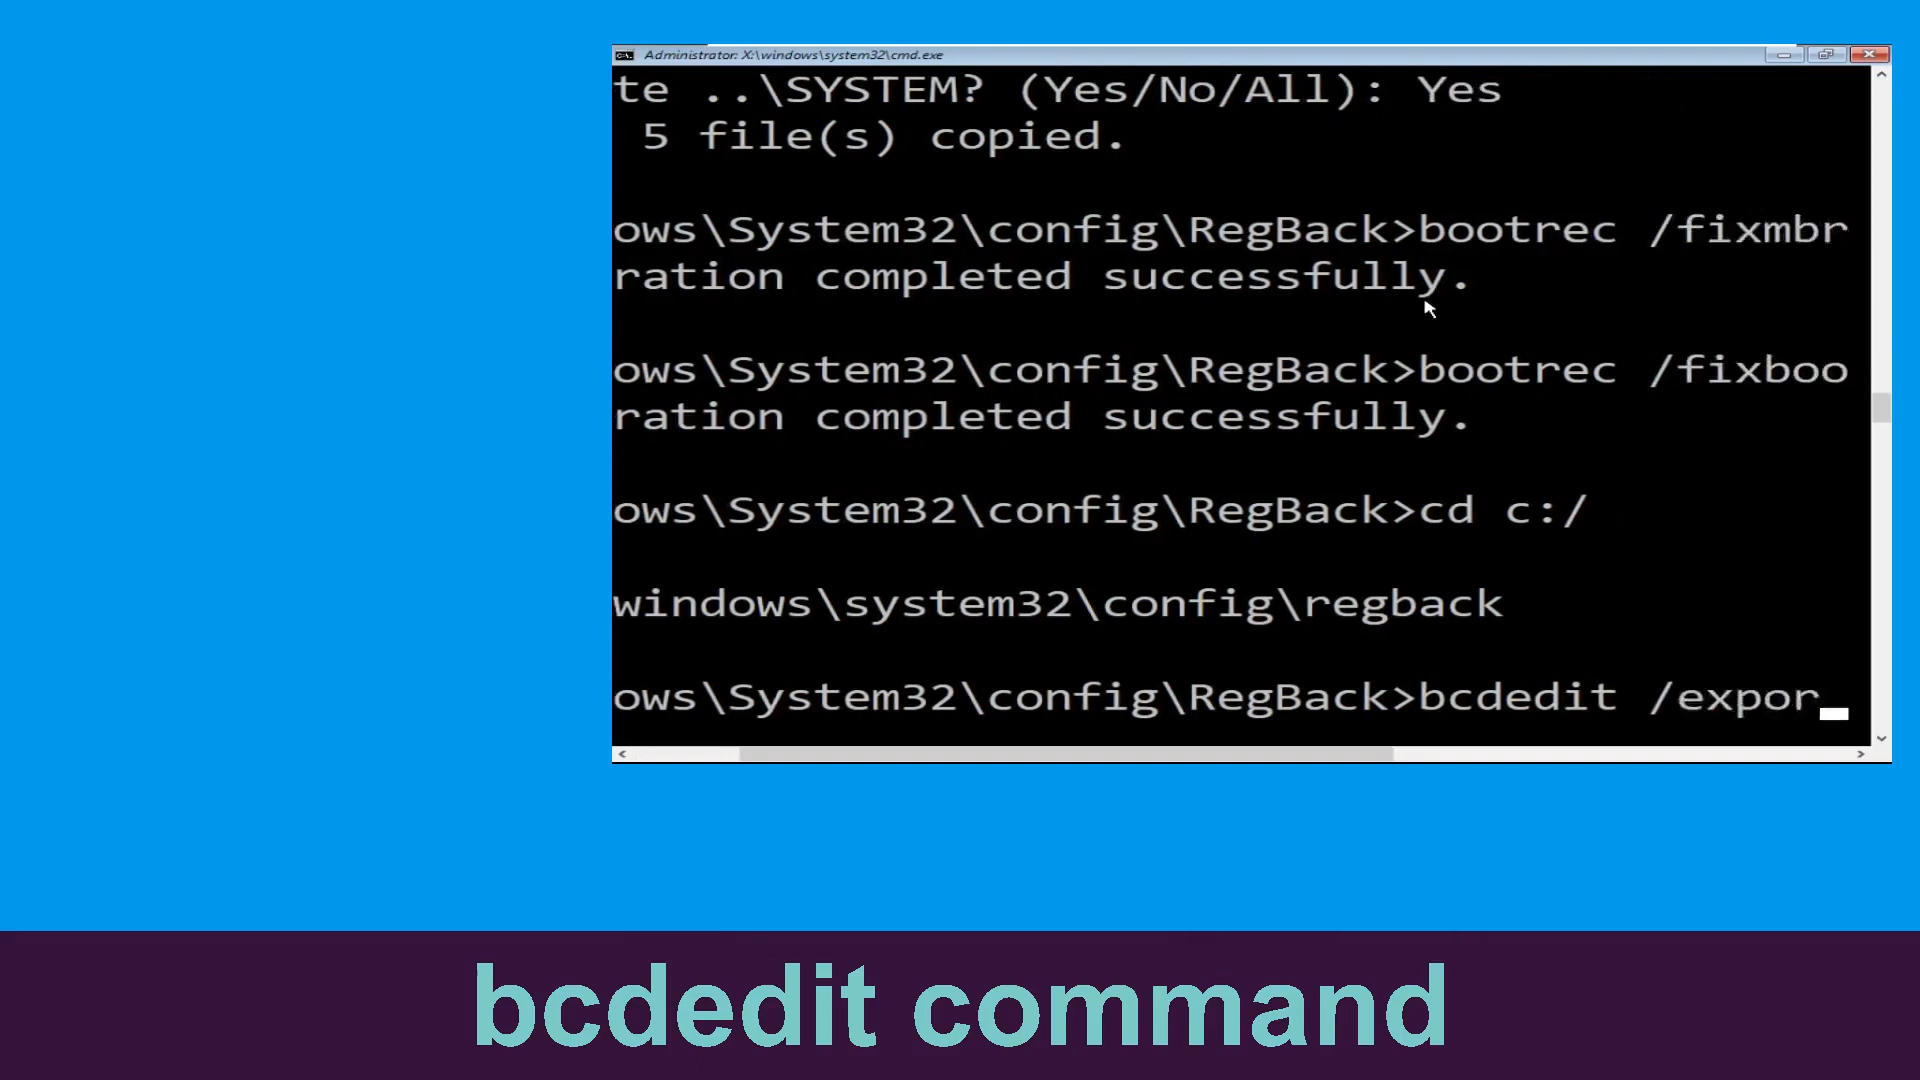 Administrator: X:\windows\system32\cmd.exe
te ..\SYSTEM? (Yes/No/All): Yes
5 file(s) copied.
ows\System32\config\RegBack>bootrec /fixmbr
ration completed successfully.
ows\System32\config\RegBack>bootrec /fixboo
ration completed successfully.
ows\System32\config\RegBack>cd c:/
windows\system32\config\regback
ows\System32\config\RegBack>bcdedit /expor
bcdedit command